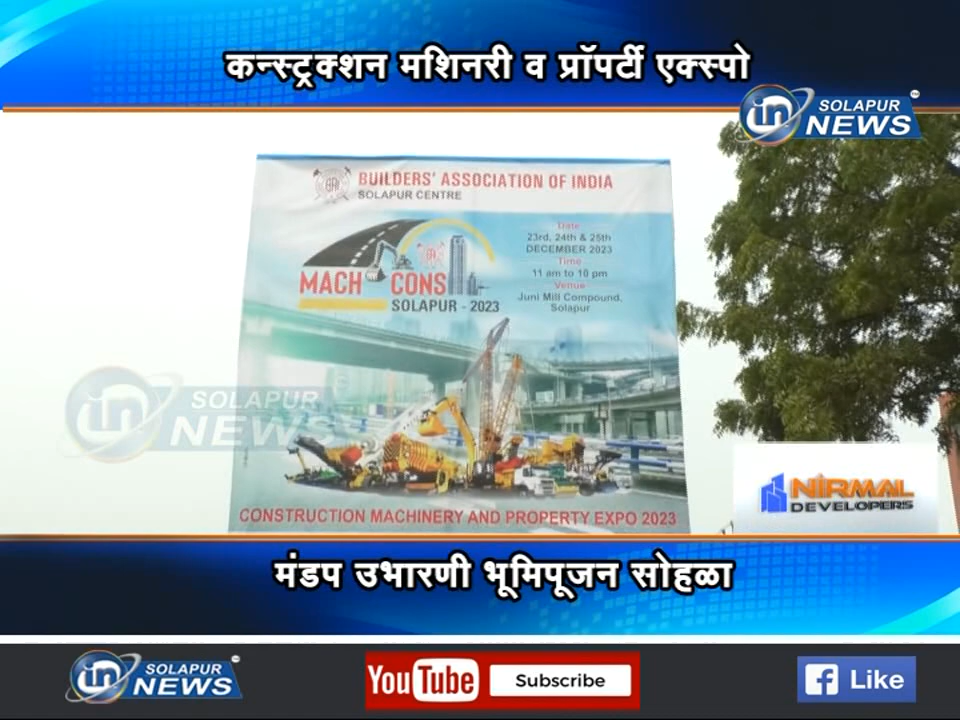 कन्स्ट्रक्शन मशिनरी व प्रॉपर्टी एक्स्पो
in SOLAPUR NEWS
BUILDERS' ASSOCIATION OF INDIA
SOLAPUR CENTRE
MACH CONS
SOLAPUR - 2023
Date
23rd, 24th & 25th
DECEMBER 2023
Time
11 am to 10 pm
Venue
Juni Mill Compound,
Solapur
in SOLAPUR NEWS
CONSTRUCTION MACHINERY AND PROPERTY EXPO 2023
NIRMAL
DEVELOPERS
मंडप उभारणी भूमिपूजन सोहळा
in SOLAPUR NEWS
YouTube Subscribe
f Like